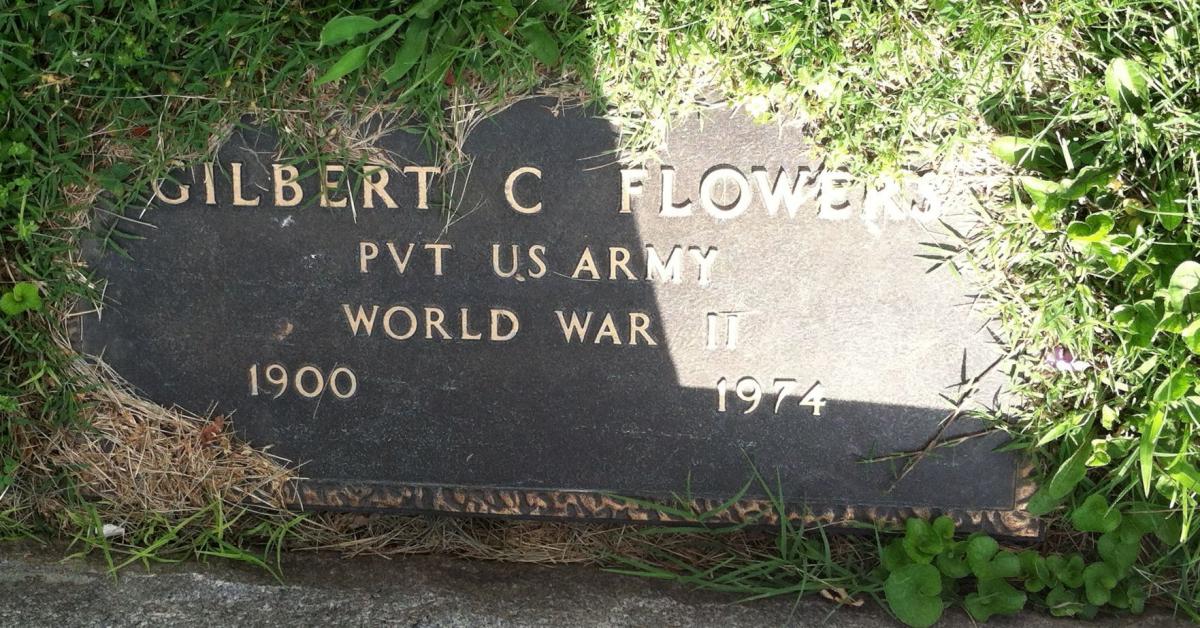 GILBERT C FLOWERS
PVT US ARMY
WORLD WAR II
1900 1974